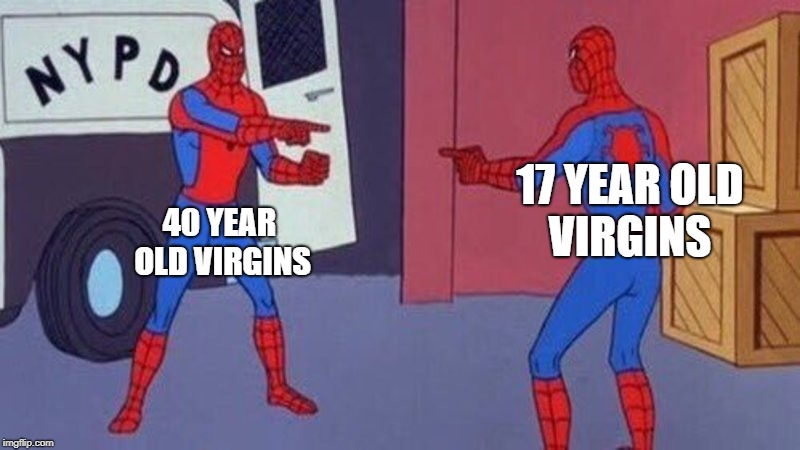 NYPD
40 YEAR
OLD VIRGINS
17 YEAR OLD
VIRGINS
imgflip.com